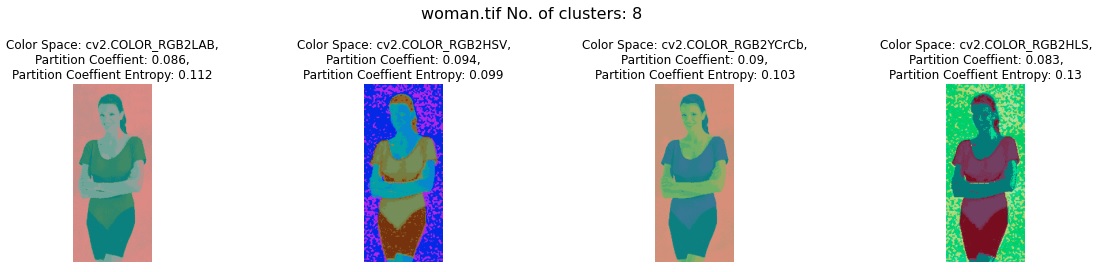 woman.tif No. of clusters: 8
Color Space: cv2.COLOR_RGB2LAB,
Partition Coeffient: 0.086,
Partition Coeffient Entropy: 0.112
Color Space: cv2.COLOR_RGB2HSV,
Partition Coeffient: 0.094,
Partition Coeffient Entropy: 0.099
Color Space: cv2.COLOR_RGB2YCrCb,
Partition Coeffient: 0.09,
Partition Coeffient Entropy: 0.103
Color Space: cv2.COLOR_RGB2HLS,
Partition Coeffient: 0.083,
Partition Coeffient Entropy: 0.13